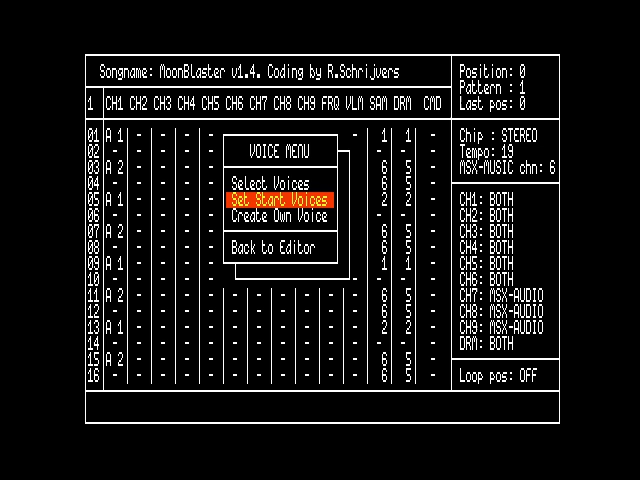 Songname: MoonBlaster v1.4. Coding by R.Schrijvers
Position: 0
Pattern : 1
Last pos: 0
1 CH1 CH2 CH3 CH4 CH5 CH6 CH7 CH8 CH9 FRQ VLM SAM DRM CMD
01 A 1 - - - - - 1 1 -
02 - - - - - - - -
03 A 2 - - - - 6 5 -
04 - - - - - 6 5 -
05 A 1 - - - - 2 2 -
06 - - - - - - - -
07 A 2 - - - - 6 5 -
08 - - - - - 6 5 -
09 A 1 - - - - 1 1 -
10 - - - - - - - - -
11 A 2 - - - - - - - - - - 6 5 -
12 - - - - - - - - - - - 6 5 -
13 A 1 - - - - - - - - - - 2 2 -
14 - - - - - - - - - - - - - -
15 A 2 - - - - - - - - - - 6 5 -
16 - - - - - - - - - - - 6 5 -
VOICE MENU
Select Voices
Set Start Voices
Create Own Voice
Back to Editor
Chip : STEREO
Tempo: 19
MSX-MUSIC chn: 6
CH1: BOTH
CH2: BOTH
CH3: BOTH
CH4: BOTH
CH5: BOTH
CH6: BOTH
CH7: MSX-AUDIO
CH8: MSX-AUDIO
CH9: MSX-AUDIO
DRM: BOTH
Loop pos: OFF